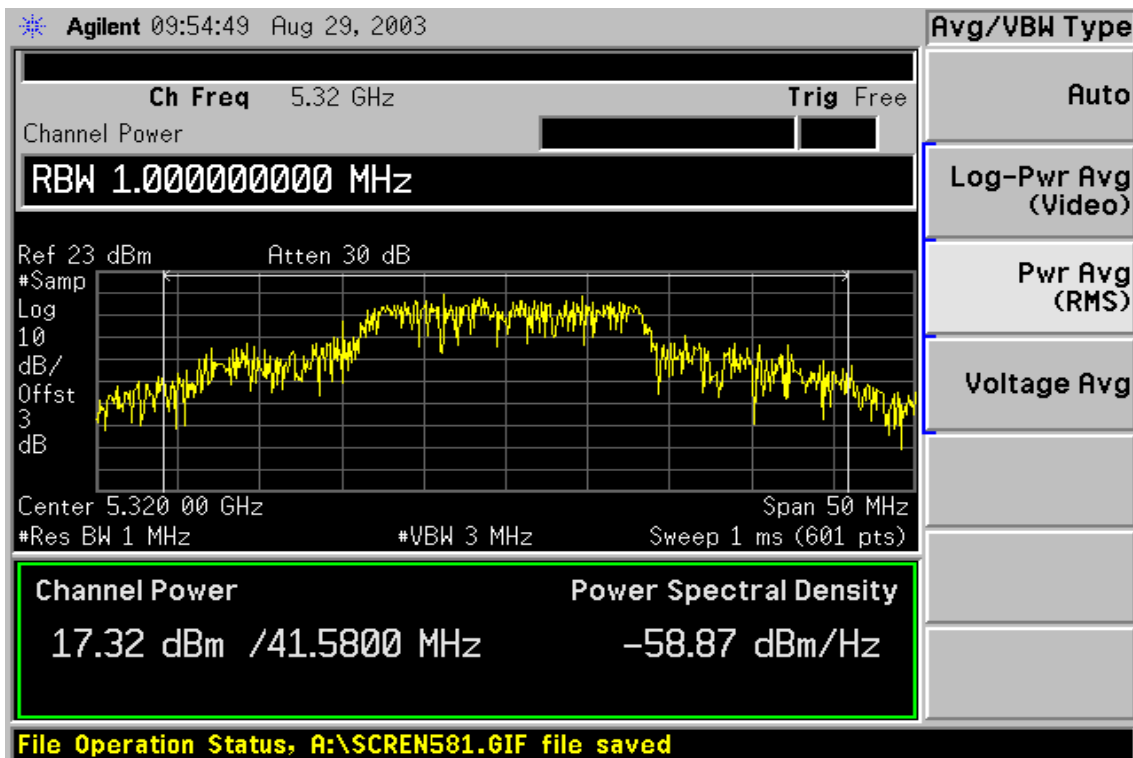 Agilent 09:54:49 Aug 29, 2003
Avg/VBW Type
Ch Freq 5.32 GHz Trig Free
Channel Power
RBW 1.000000000 MHz
Ref 23 dBm Atten 30 dB
#Samp
Log
10
dB/
Offst
3
dB
Center 5.320 00 GHz Span 50 MHz
#Res BW 1 MHz #VBW 3 MHz Sweep 1 ms (601 pts)
Channel Power Power Spectral Density
17.32 dBm /41.5800 MHz -58.87 dBm/Hz
Auto
Log-Pwr Avg
(Video)
Pwr Avg
(RMS)
Voltage Avg
File Operation Status, A:\SCREN581.GIF file saved